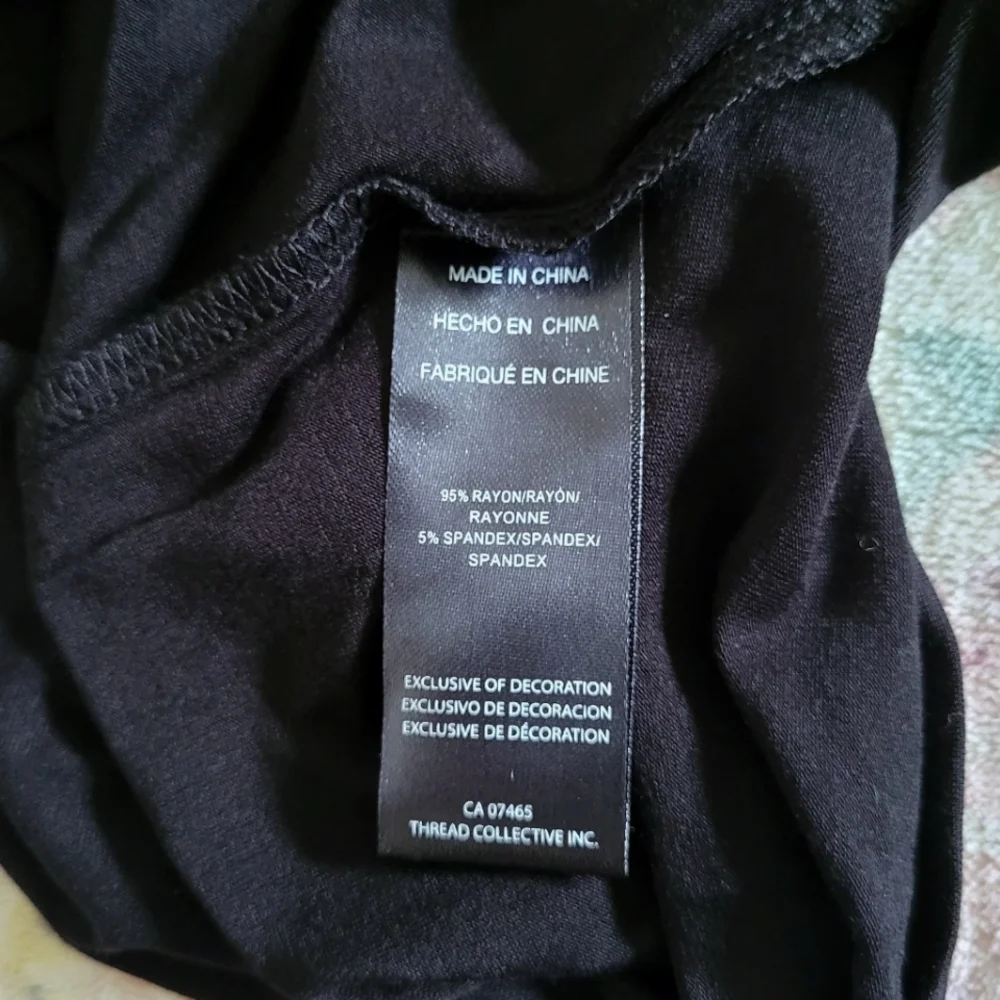 MADE IN CHINA
HECHO EN CHINA
FABRIQUÉ EN CHINE
95% RAYON/RAYÓN/
RAYONNE
5% SPANDEX/SPANDEX/
SPANDEX
EXCLUSIVE OF DECORATION
EXCLUSIVO DE DECORACION
EXCLUSIVE DE DÉCORATION
CA 07465
THREAD COLLECTIVE INC.